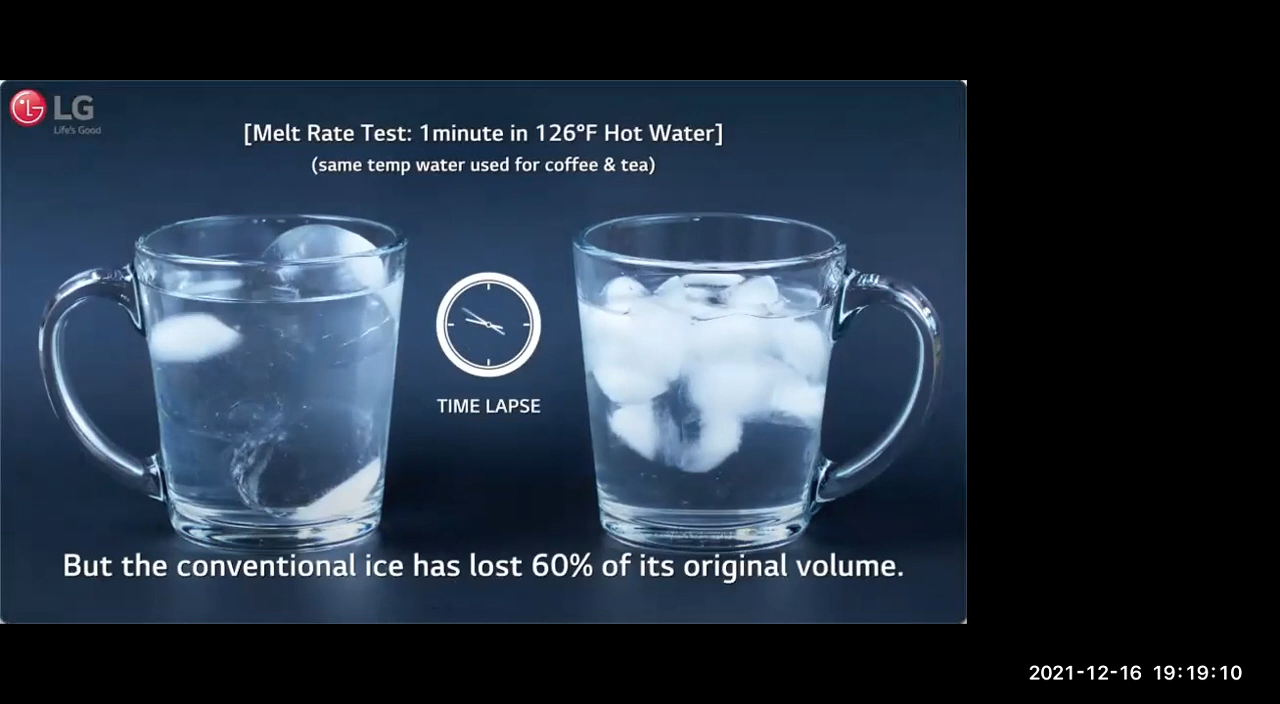 LG
Life's Good
[Melt Rate Test: 1minute in 126°F Hot Water]
(same temp water used for coffee & tea)
TIME LAPSE
But the conventional ice has lost 60% of its original volume.
2021-12-16 19:19:10